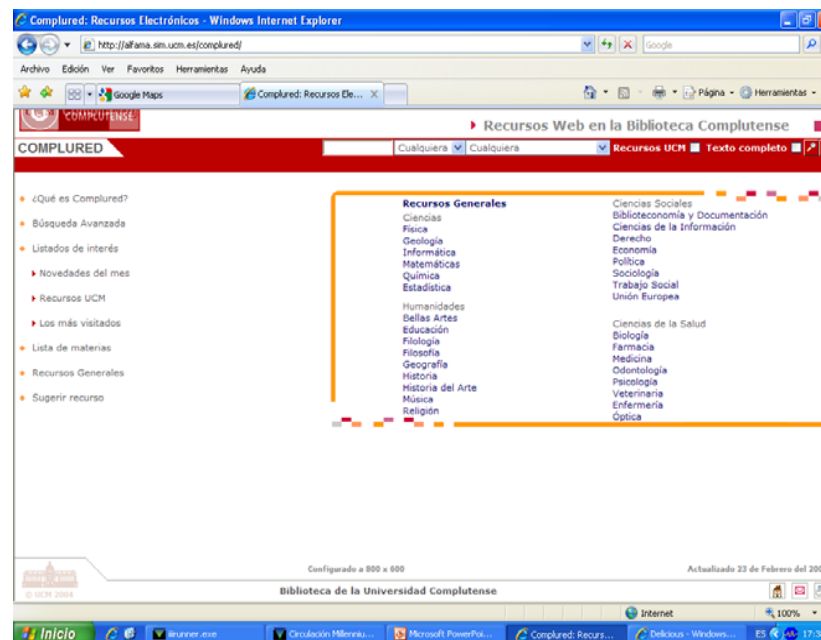 Complured: Recursos Electrónicos - Windows Internet Explorer
http://alfama.sim.ucm.es/complured/
Google
Archivo Edición Ver Favoritos Herramientas Ayuda
Google Maps Complured: Recursos Ele... Página Herramientas
COMPLUTENSE
Recursos Web en la Biblioteca Complutense
COMPLURED Cualquiera Cualquiera Recursos UCM Texto completo
¿Qué es Complured?
Búsqueda Avanzada
Listados de interés
Novedades del mes
Recursos UCM
Los más visitados
Lista de materias
Recursos Generales
Sugerir recurso
Recursos Generales
Ciencias
Física
Geología
Informática
Matemáticas
Química
Estadística
Humanidades
Bellas Artes
Educación
Filología
Filosofía
Geografía
Historia
Historia del Arte
Música
Religión
Ciencias Sociales
Biblioteconomía y Documentación
Ciencias de la Información
Derecho
Economía
Política
Sociología
Trabajo Social
Unión Europea
Ciencias de la Salud
Biología
Farmacia
Medicina
Odontología
Psicología
Veterinaria
Enfermería
Óptica
Configurado a 800 x 600 Actualizado 23 de Febrero del
© UCM 2004 Biblioteca de la Universidad Complutense
Internet 100%
Inicio iirunner.exe Circulación Millenniu... Microsoft PowerPoi... Complured: Recurs... Delicious - Windows... ES